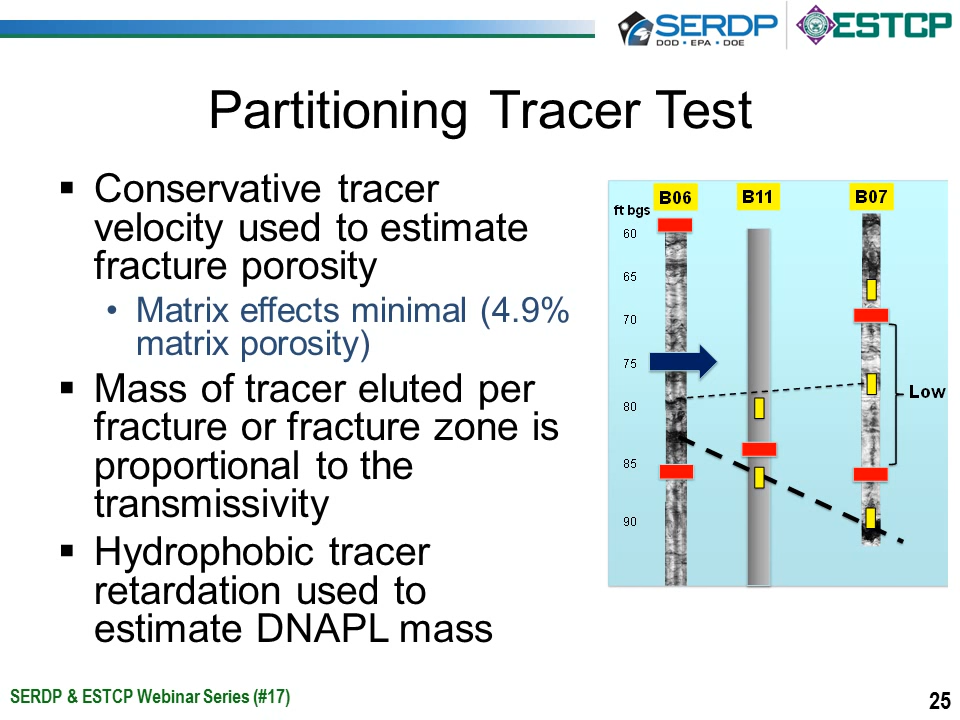 SERDP
DOD • EPA • DOE
ESTCP
Partitioning Tracer Test
▪ Conservative tracer
velocity used to estimate
fracture porosity
• Matrix effects minimal (4.9%
matrix porosity)
▪ Mass of tracer eluted per
fracture or fracture zone is
proportional to the
transmissivity
▪ Hydrophobic tracer
retardation used to
estimate DNAPL mass
ft bgs
B06
B11
B07
60
65
70
75
80
85
90
Low
SERDP & ESTCP Webinar Series (#17)
25